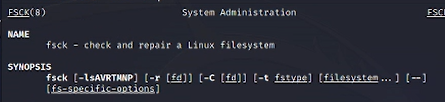 FSCK(8) System Administration FSC
NAME
fsck - check and repair a Linux filesystem
SYNOPSIS
fsck [-lsAVRTMNP] [-r [fd]] [-C [fd]] [-t fstype] [filesystem...] [--]
[fs-specific-options]